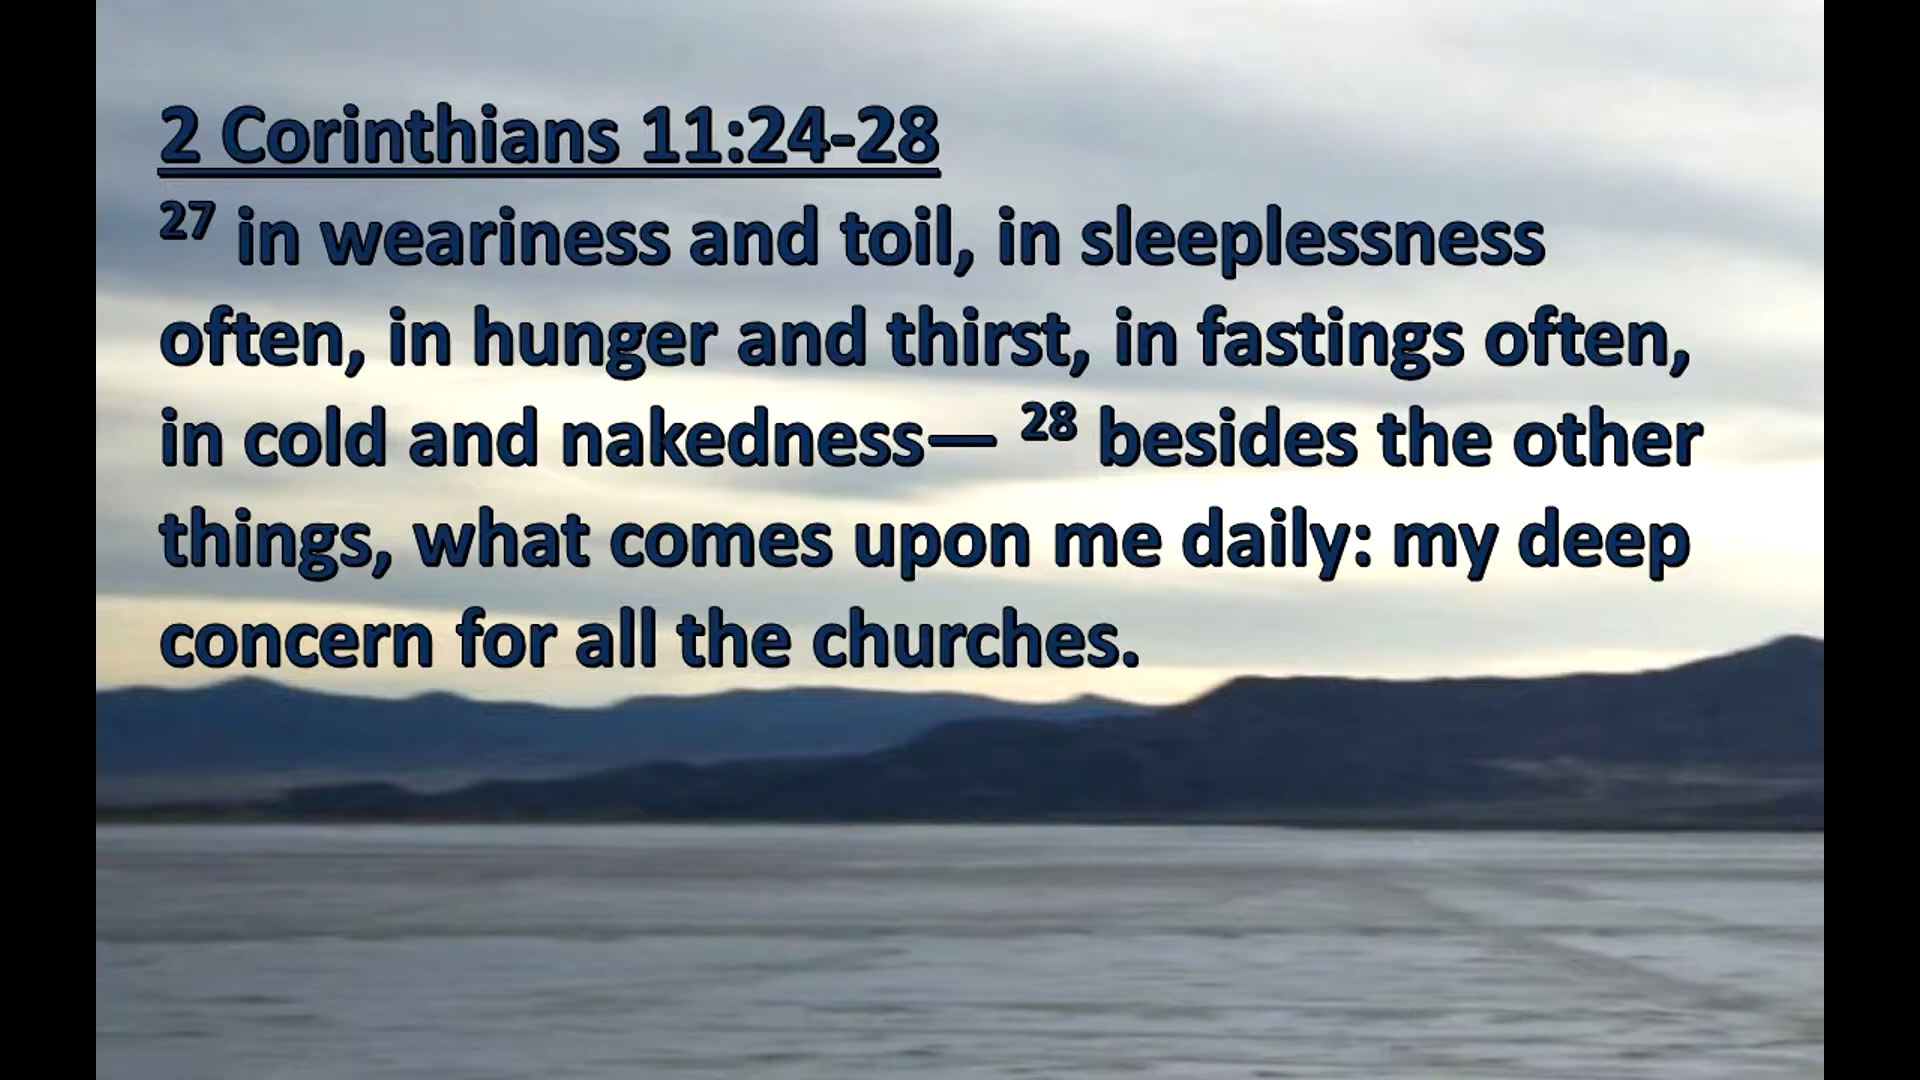 2 Corinthians 11:24-28
27 in weariness and toil, in sleeplessness
often, in hunger and thirst, in fastings often,
in cold and nakedness— 28 besides the other
things, what comes upon me daily: my deep
concern for all the churches.